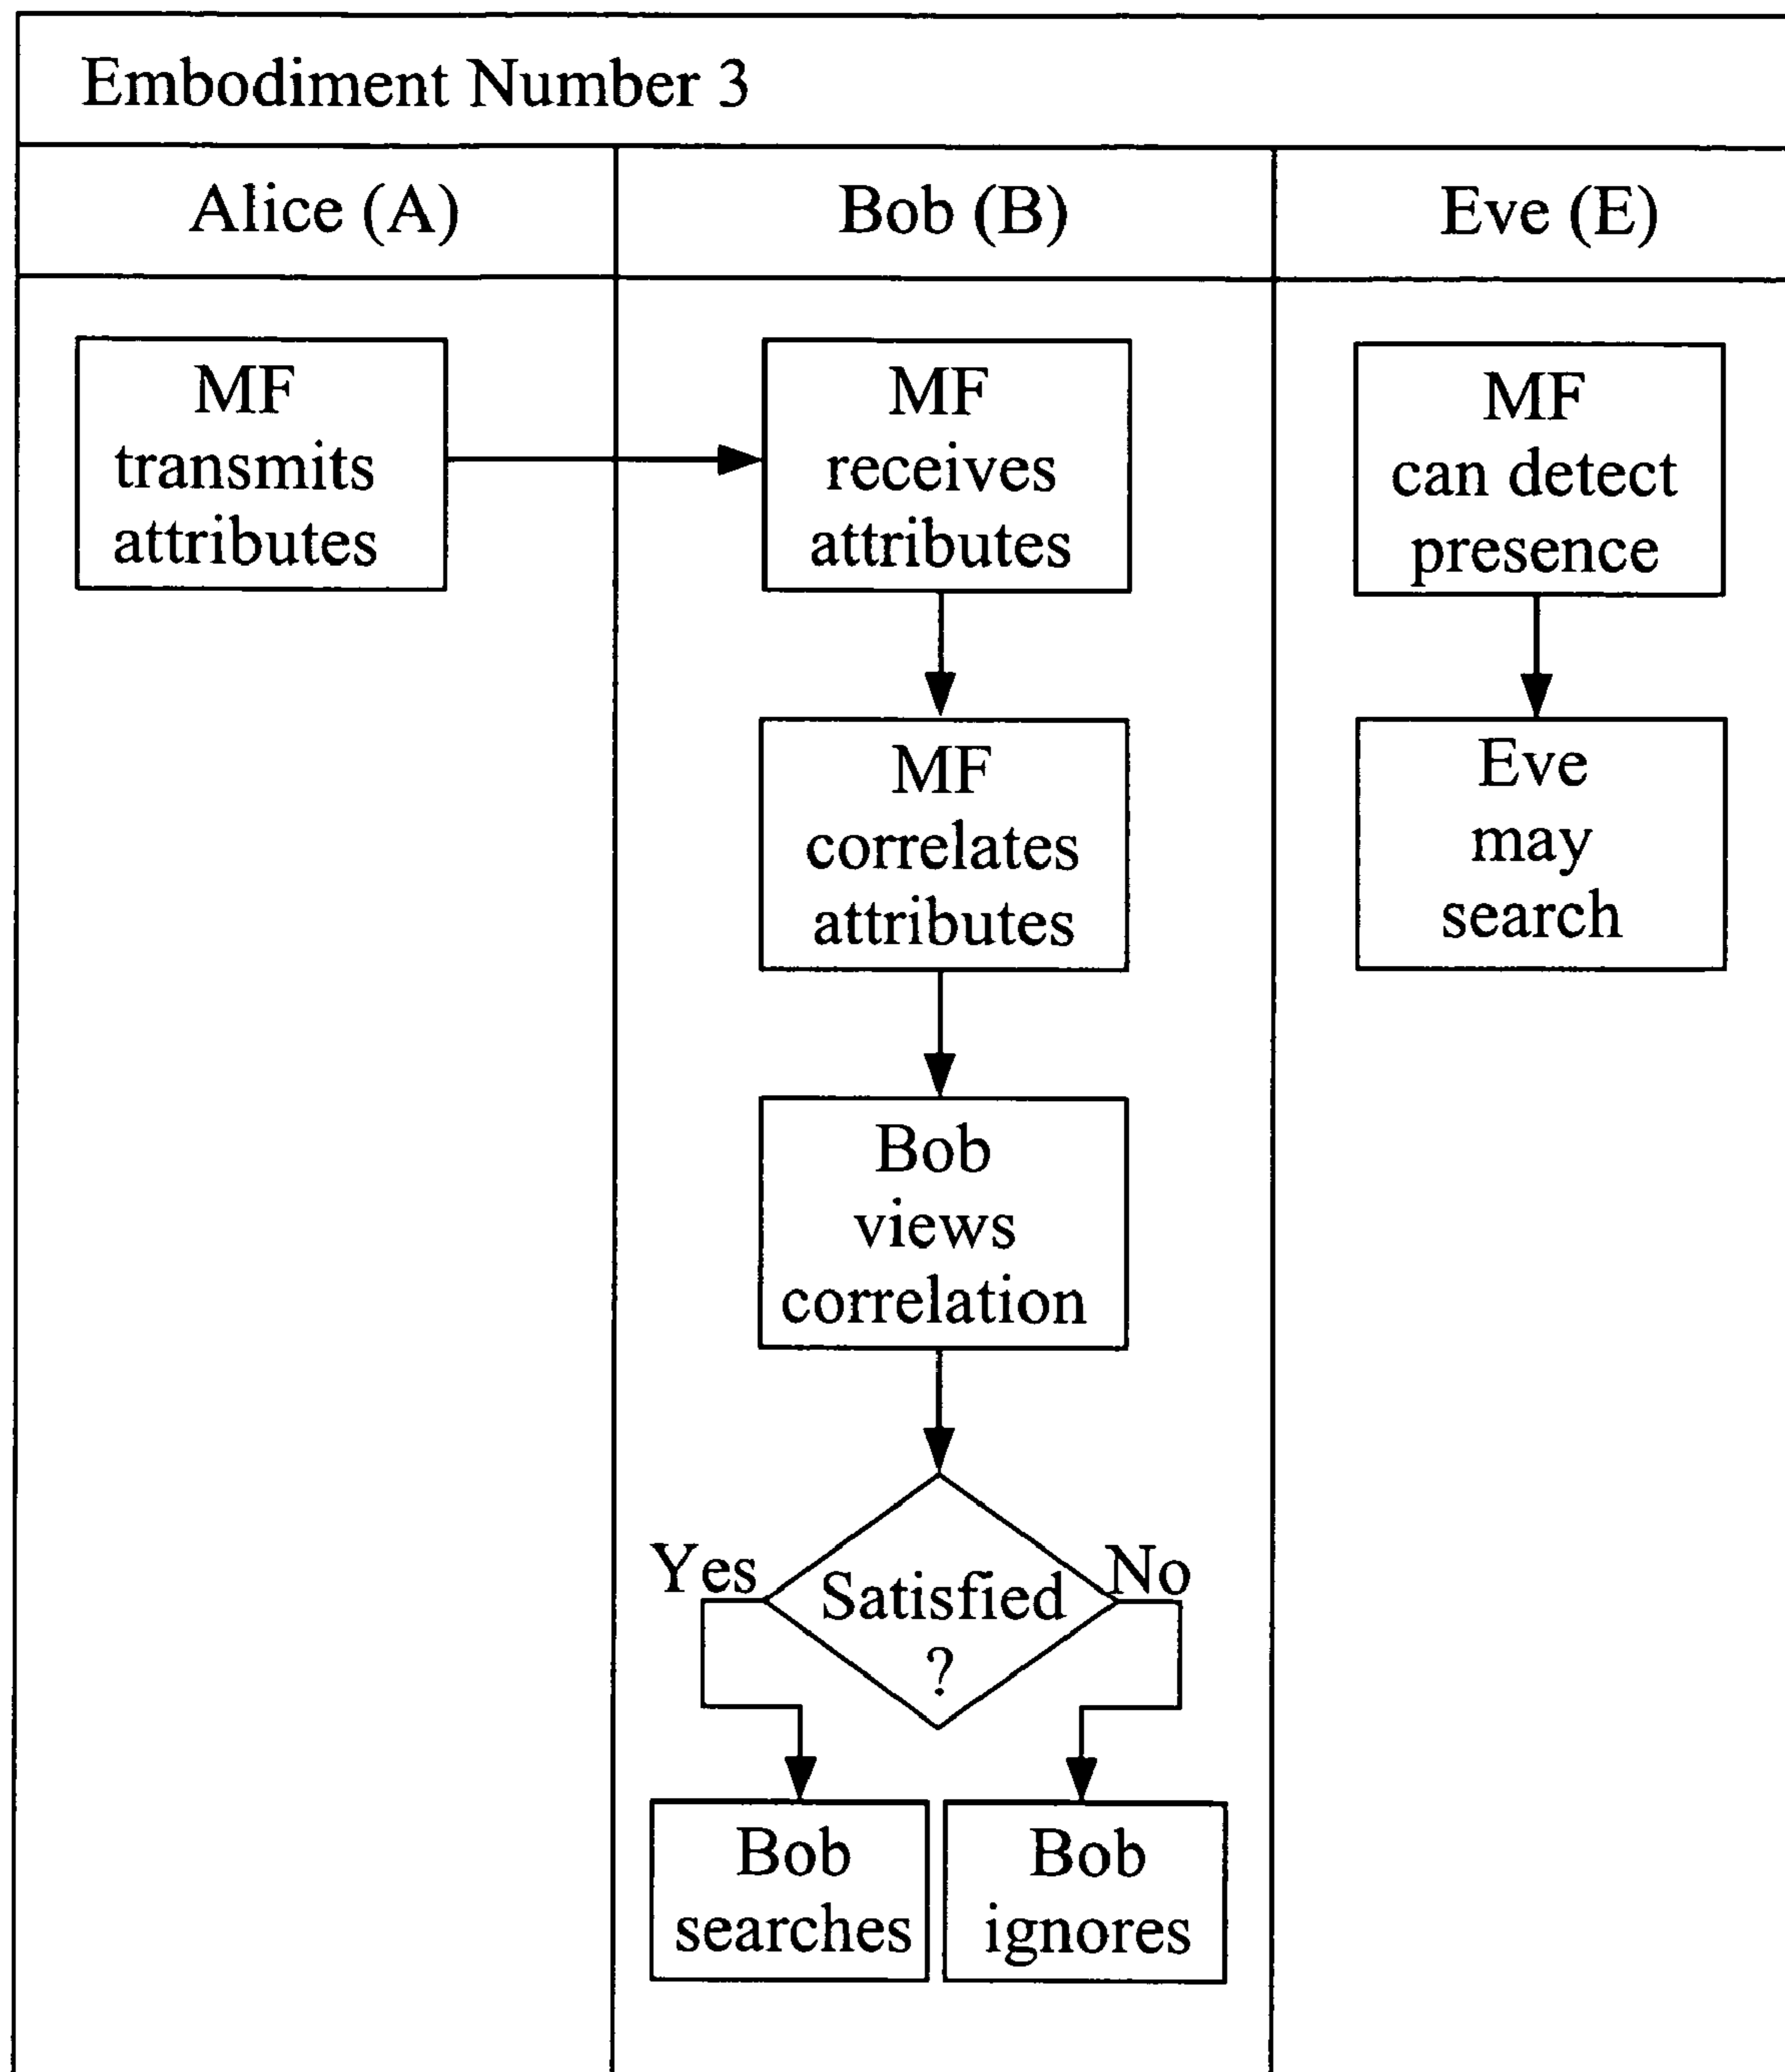 Embodiment Number 3
Alice (A)
Bob (B)
Eve (E)
MF
transmits
attributes
MF
receives
attributes
MF
can detect
presence
MF
correlates
attributes
Eve
may
search
Bob
views
correlation
Yes
Satisfied
?
No
Bob
searches
Bob
ignores